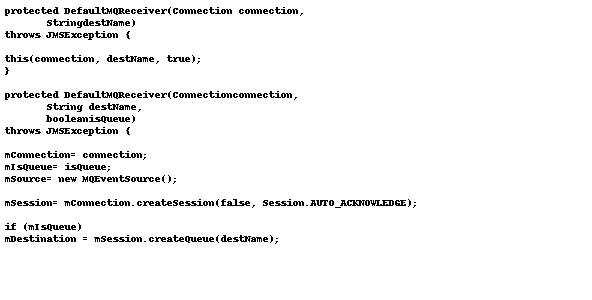 protected DefaultMQReceiver(Connection connection,
StringdestName)
throws JMSException {
this(connection, destName, true);
}
protected DefaultMQReceiver(Connectionconnection,
String destName,
booleanisQueue)
throws JMSException {
mConnection= connection;
mIsQueue= isQueue;
mSource= new MQEventSource();
mSession= mConnection.createSession(false, Session.AUTO_ACKNOWLEDGE);
if (mIsQueue)
mDestination = mSession.createQueue(destName);